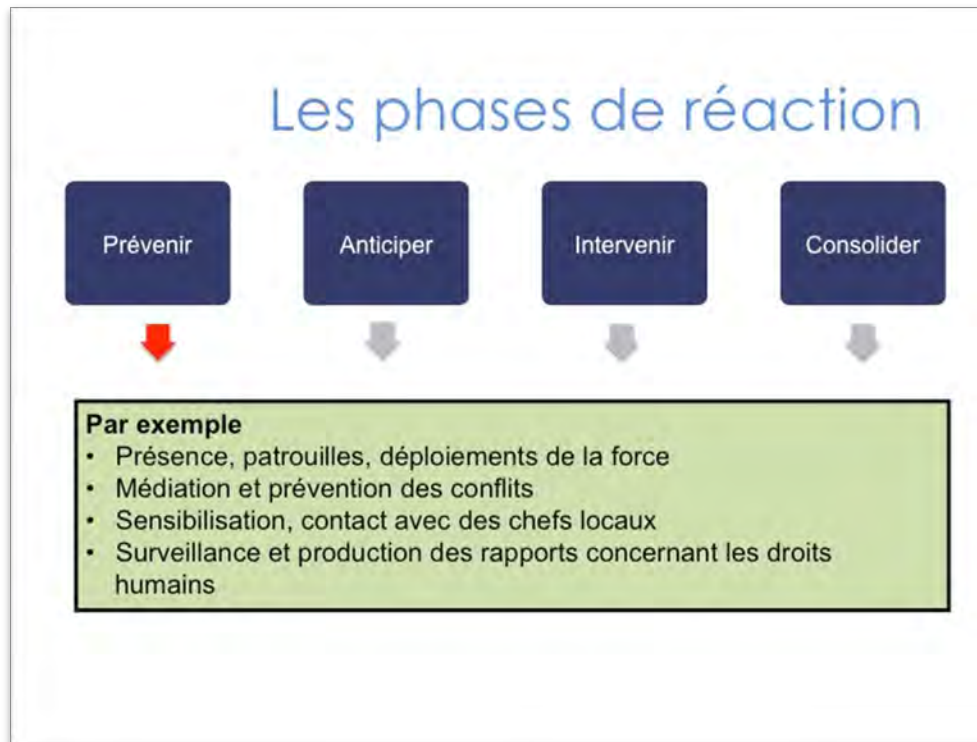 Les phases de réaction
Prévenir
Anticiper
Intervenir
Consolider
Par exemple
• Présence, patrouilles, déploiements de la force
• Médiation et prévention des conflits
• Sensibilisation, contact avec des chefs locaux
• Surveillance et production des rapports concernant les droits
humains